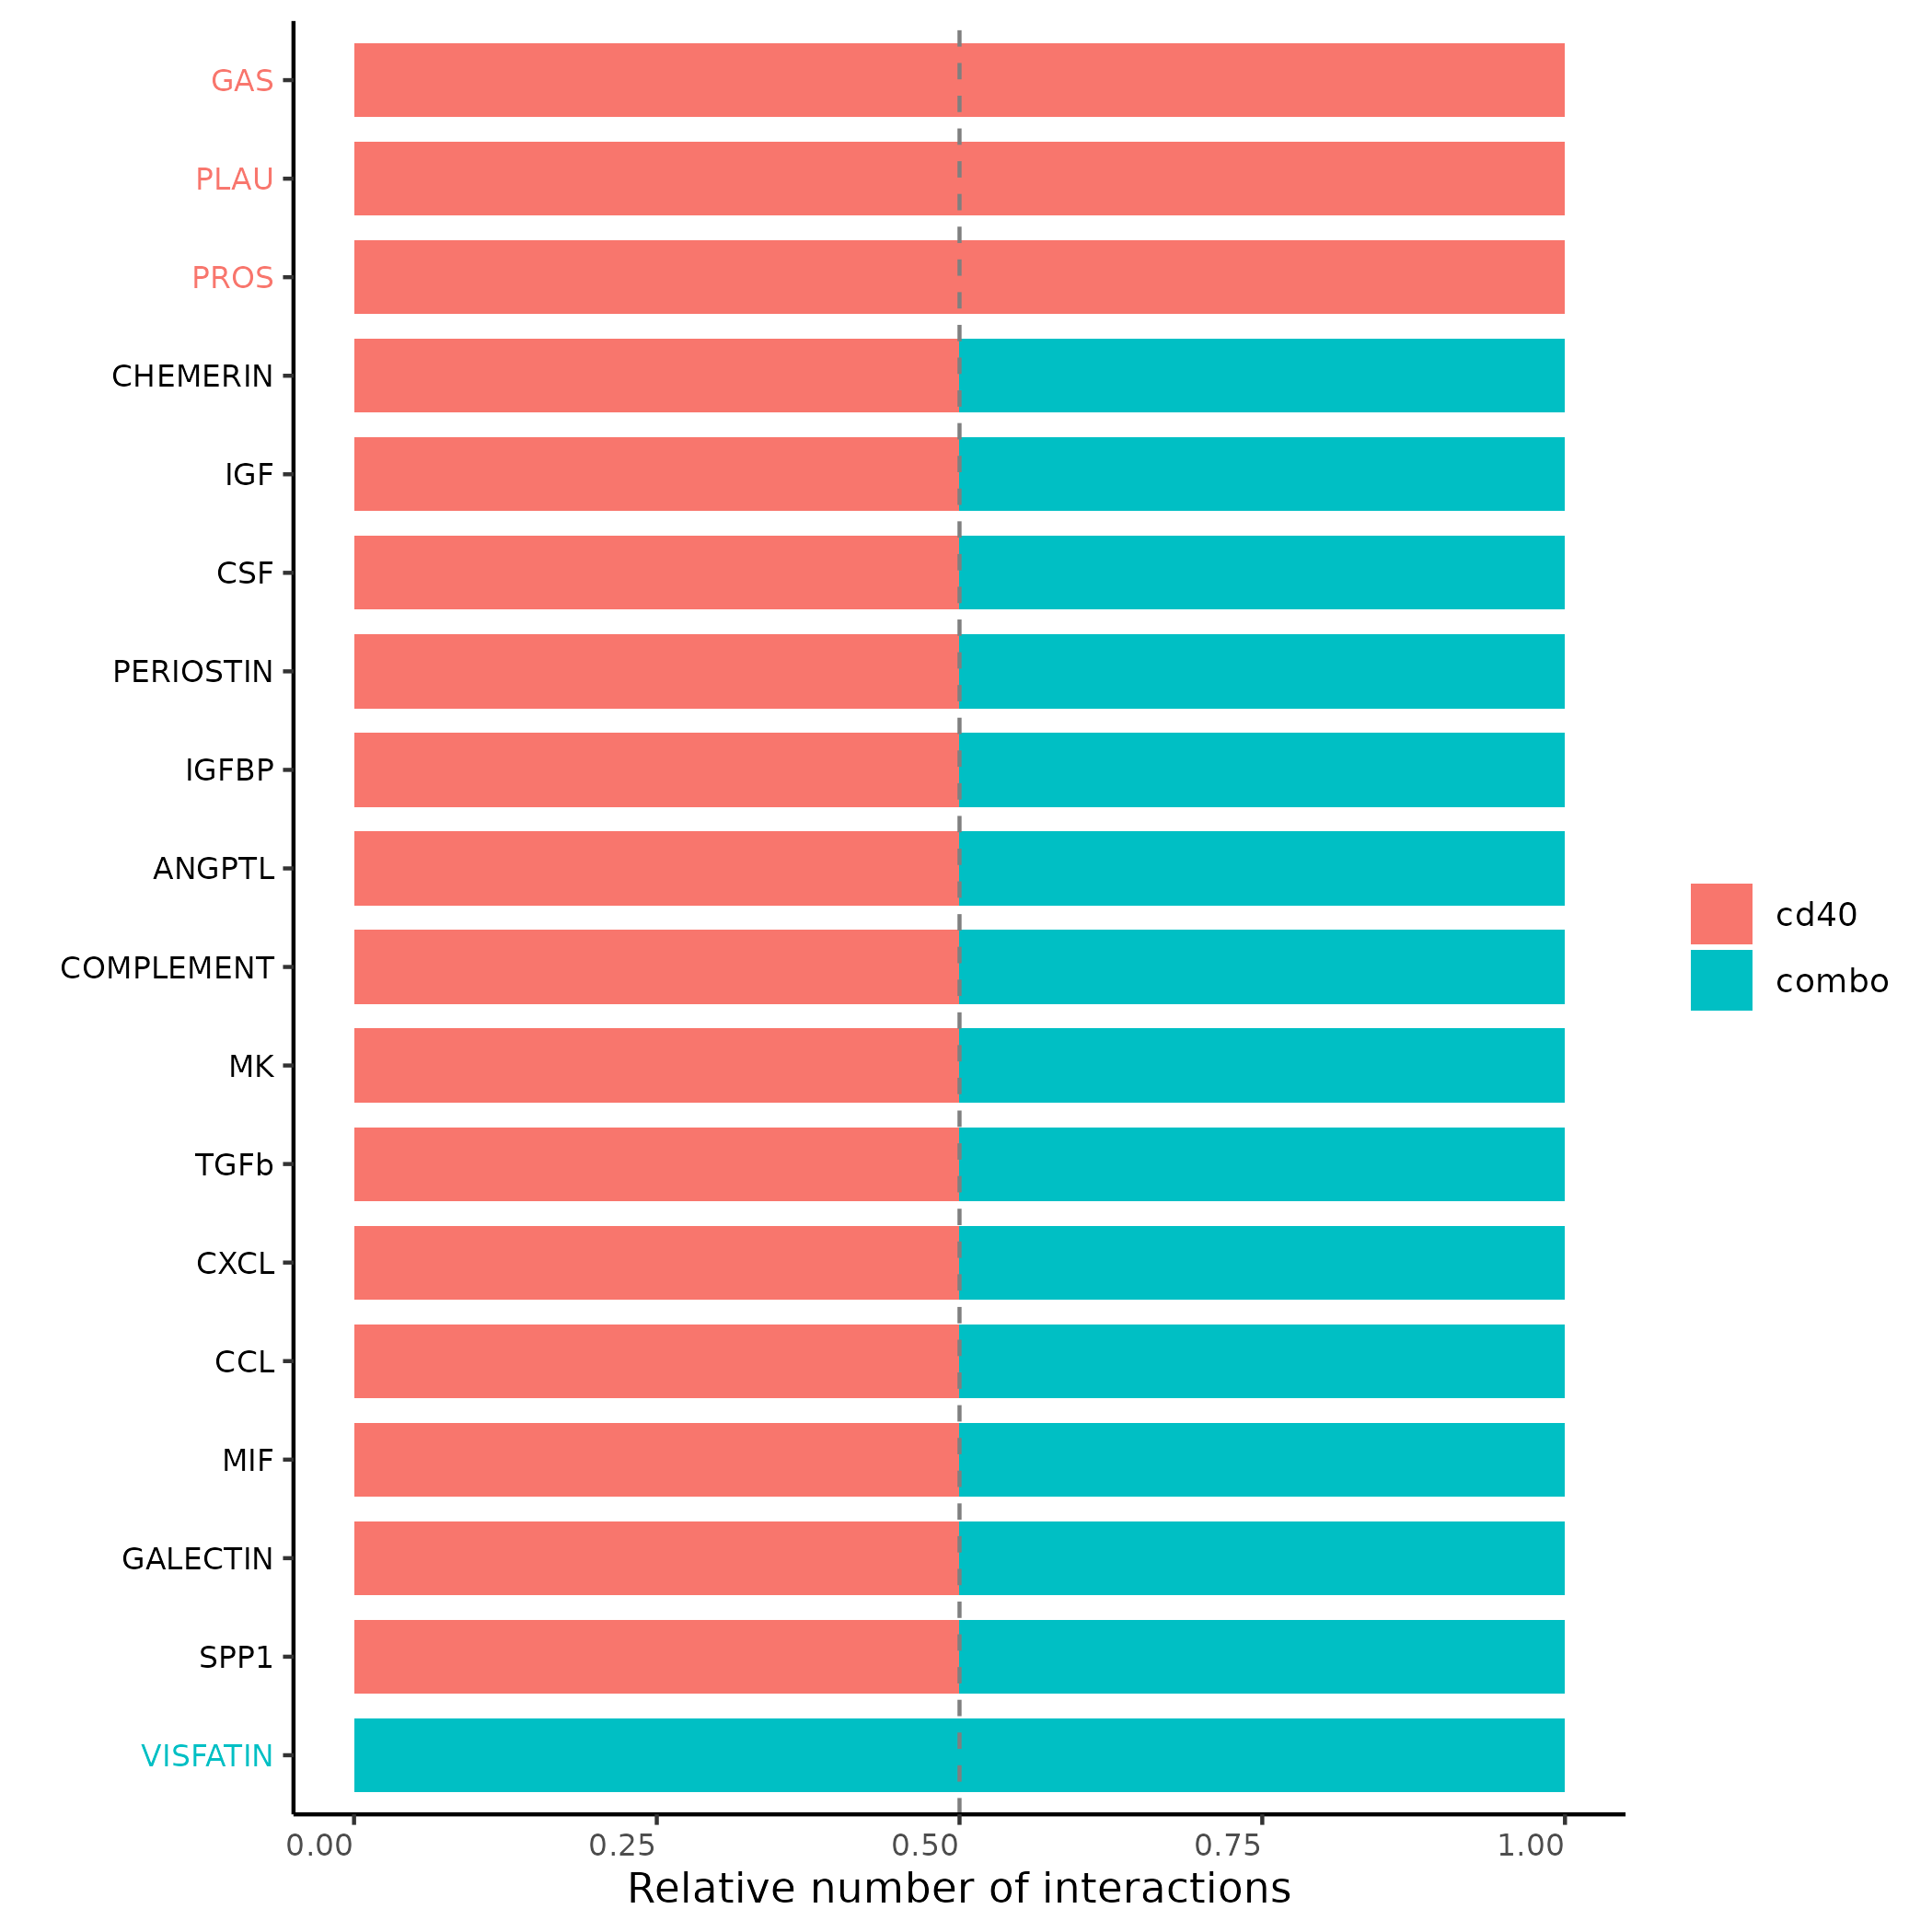 GAS
PLAU
PROS
CHEMERIN
IGF
CSF
PERIOSTIN
IGFBP
ANGPTL
COMPLEMENT
MK
TGFb
CXCL
CCL
MIF
GALECTIN
SPP1
VISFATIN
0.00 0.25 0.50 0.75 1.00
Relative number of interactions
cd40
combo